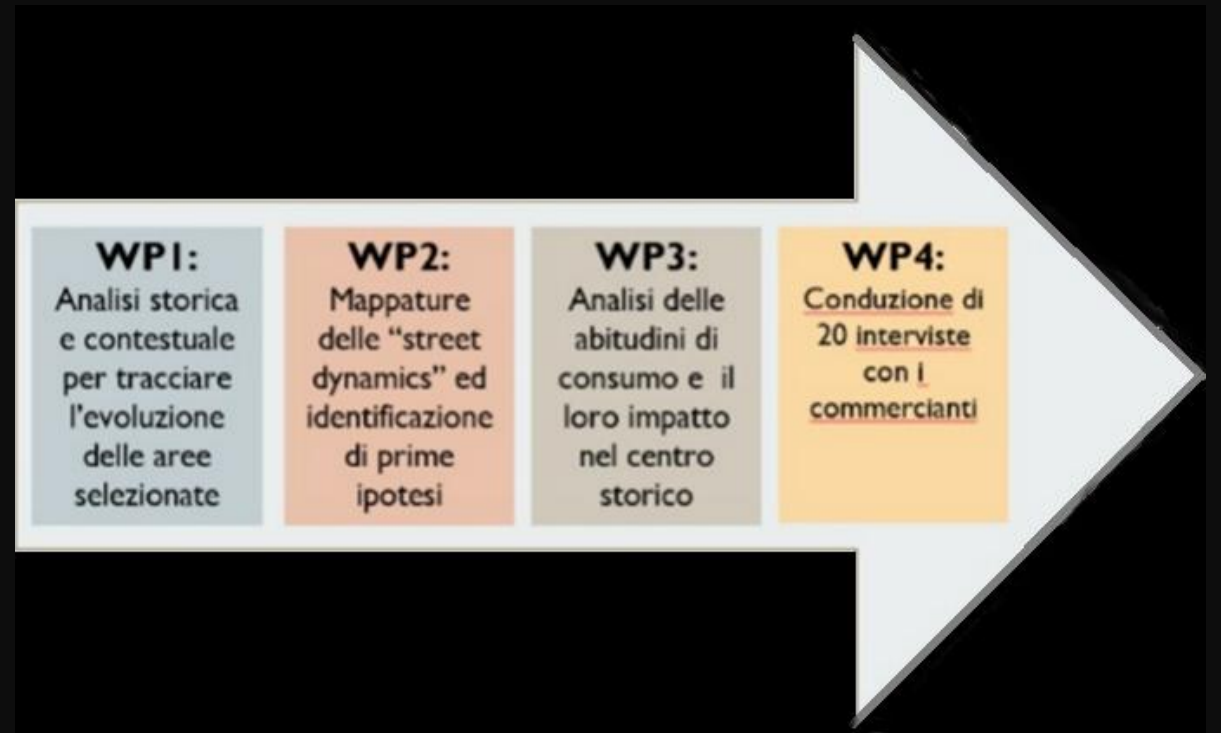 WP1:
Analisi storica
e contestuale
per tracciare
l'evoluzione
delle aree
selezionate
WP2:
Mappature
delle “street
dynamics” ed
identificazione
di prime
ipotesi
WP3:
Analisi delle
abitudini di
consumo e il
loro impatto
nel centro
storico
WP4:
Conduzione di
20 interviste
con i
commercianti